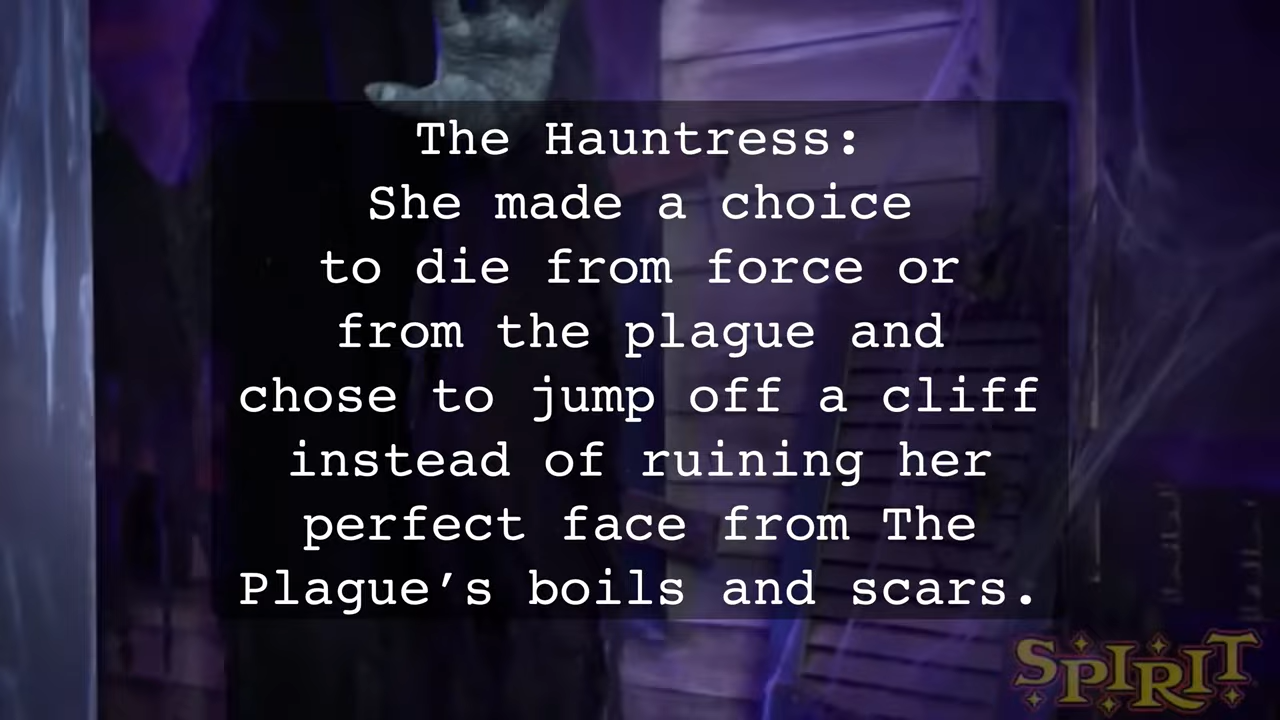 The Hauntress:
She made a choice
to die from force or
from the plague and
chose to jump off a cliff
instead of ruining her
perfect face from The
Plague’s boils and scars.
SPIRIT